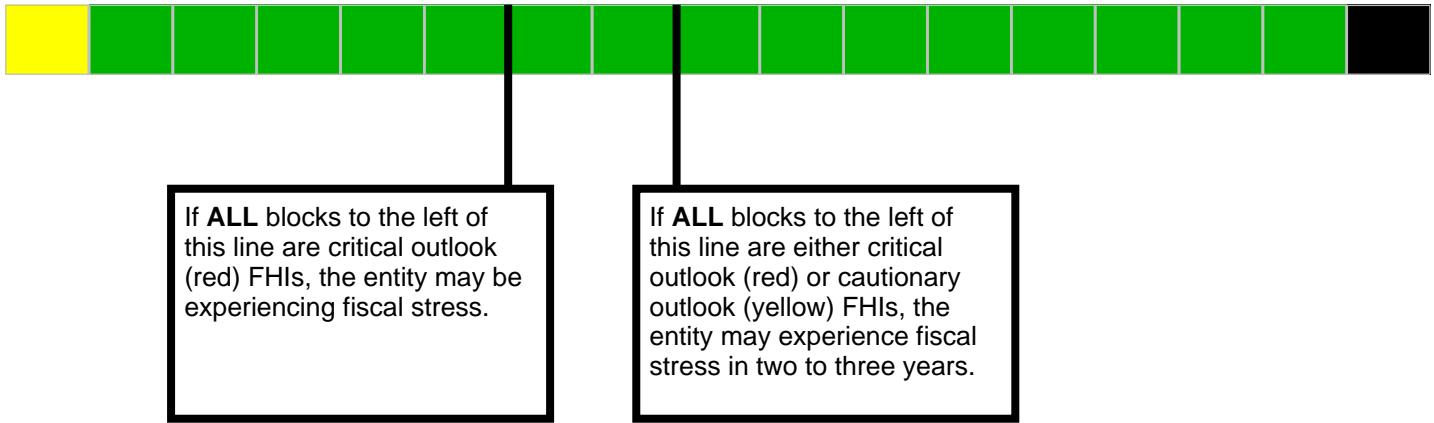 If ALL blocks to the left of
this line are critical outlook
(red) FHIs, the entity may be
experiencing fiscal stress.
If ALL blocks to the left of
this line are either critical
outlook (red) or cautionary
outlook (yellow) FHIs, the
entity may experience fiscal
stress in two to three years.